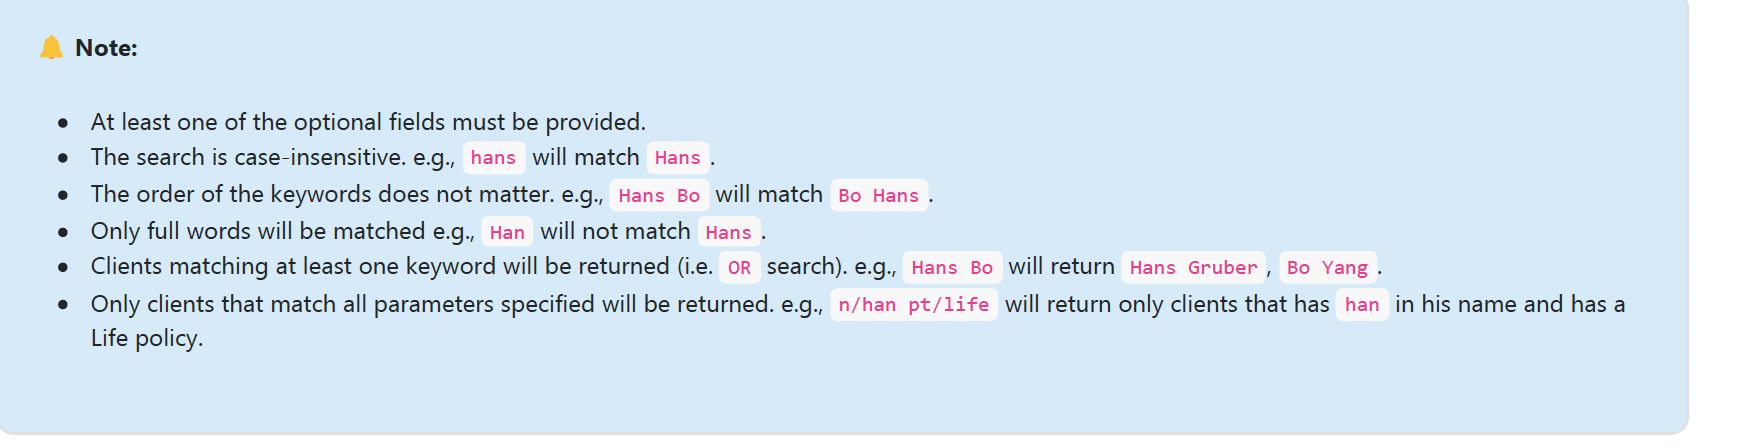 🔔 Note:
● At least one of the optional fields must be provided.
● The search is case-insensitive. e.g., hans will match Hans .
● The order of the keywords does not matter. e.g., Hans Bo will match Bo Hans .
● Only full words will be matched e.g., Han will not match Hans .
● Clients matching at least one keyword will be returned (i.e. OR search). e.g., Hans Bo will return Hans Gruber , Bo Yang .
● Only clients that match all parameters specified will be returned. e.g., n/han pt/life will return only clients that has han in his name and has a
Life policy.